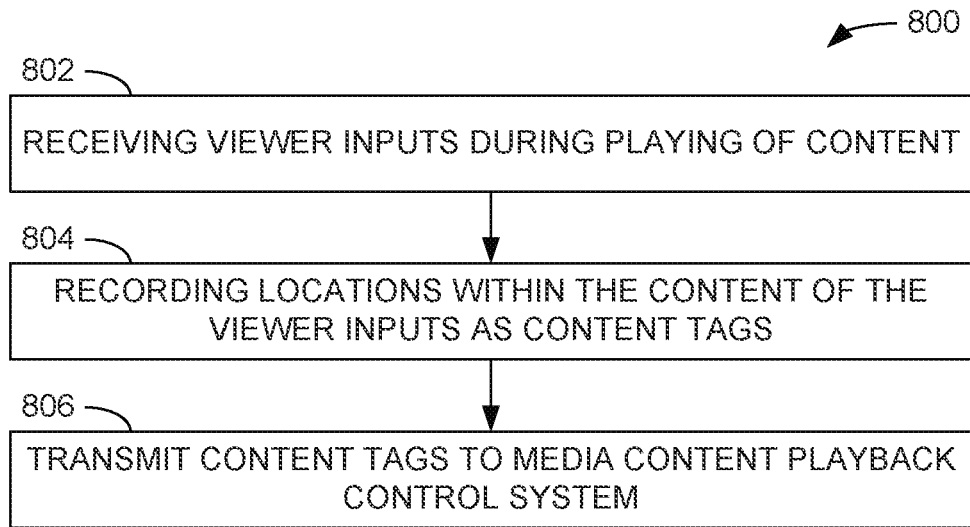 800
802
RECEIVING VIEWER INPUTS DURING PLAYING OF CONTENT
804
RECORDING LOCATIONS WITHIN THE CONTENT OF THE
VIEWER INPUTS AS CONTENT TAGS
806
TRANSMIT CONTENT TAGS TO MEDIA CONTENT PLAYBACK
CONTROL SYSTEM